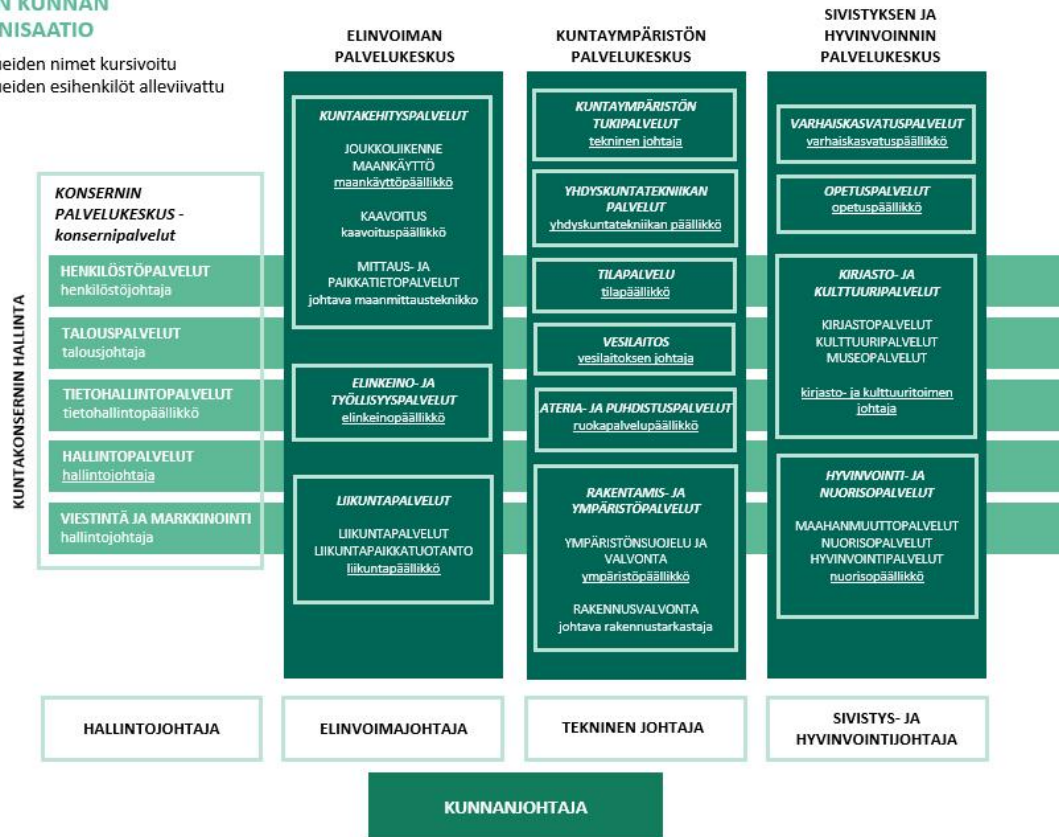 KUNNAN
eiden nimet kursivoitu
eiden esihenkilöt alleviivattu
KUNTAKONSERNIN HALLINTA
KONSERNIN
PALVELUKESKUS -
konsernipalvelut
HENKILÖSTÖPALVELUT
henkilöstöjohtaja
TALOUSPALVELUT
talousjohtaja
TIETOHALLINTOPALVELUT
tietohallintopäällikkö
HALLINTOPALVELUT
hallintojohtaja
VIESTINTÄ JA MARKKINOINTI
hallintojohtaja
HALLINTOJOHTAJA
ELINVOIMAN
PALVELUKESKUS
KUNTAKEHITYSPALVELUT
JOUKKOLIIKENNE
MAANKÄYTTÖ
maankäyttöpäällikkö
KAAVOITUS
kaavoituspäällikkö
MITTAUS- JA
PAIKKATIETOPALVELUT
johtava maanmittausteknikko
ELINKEINO- JA
TYÖLLISYYSPALVELUT
elinkeinopäällikkö
LIIKUNTAPALVELUT
LIIKUNTAPALVELUT
LIIKUNTAPAIKKATUOTANTO
liikuntapäällikkö
ELINVOIMAJOHTAJA
KUNTAYMPÄRISTÖN
PALVELUKESKUS
KUNTAYMPÄRISTÖN
TUKIPALVELUT
tekninen johtaja
YHDYSKUNTATEKNIIKAN
PALVELUT
yhdyskuntatekniikan päällikkö
TILAPALVELU
tilapäällikkö
VESILAITOS
vesilaitoksen johtaja
ATERIA- JA PUHDISTUSPALVELUT
ruokapalvelupäällikkö
RAKENTAMIS- JA
YMPÄRISTÖPALVELUT
YMPÄRISTÖNSUOJELU JA
VALVONTA
ympäristöpäällikkö
RAKENNUSVALVONTA
johtava rakennustarkastaja
TEKNINEN JOHTAJA
SIVISTYKSEN JA
HYVINVOINNIN
PALVELUKESKUS
VARHAISKASVATUSPALVELUT
varhaiskasvatuspäällikkö
OPETUSPALVELUT
opetuspäällikkö
KIRJASTO- JA
KULTTUURIPALVELUT
KIRJASTOPALVELUT
KULTTUURIPALVELUT
MUSEOPALVELUT
kirjasto- ja kulttuuritoimen
johtaja
HYVINVOINTI- JA
NUORISOPALVELUT
MAAHANMUUTTOPALVELUT
NUORISOPALVELUT
HYVINVOINTIPALVELUT
nuorisopäällikkö
SIVISTYS- JA
HYVINVOINTIJOHTAJA
KUNNANJOHTAJA